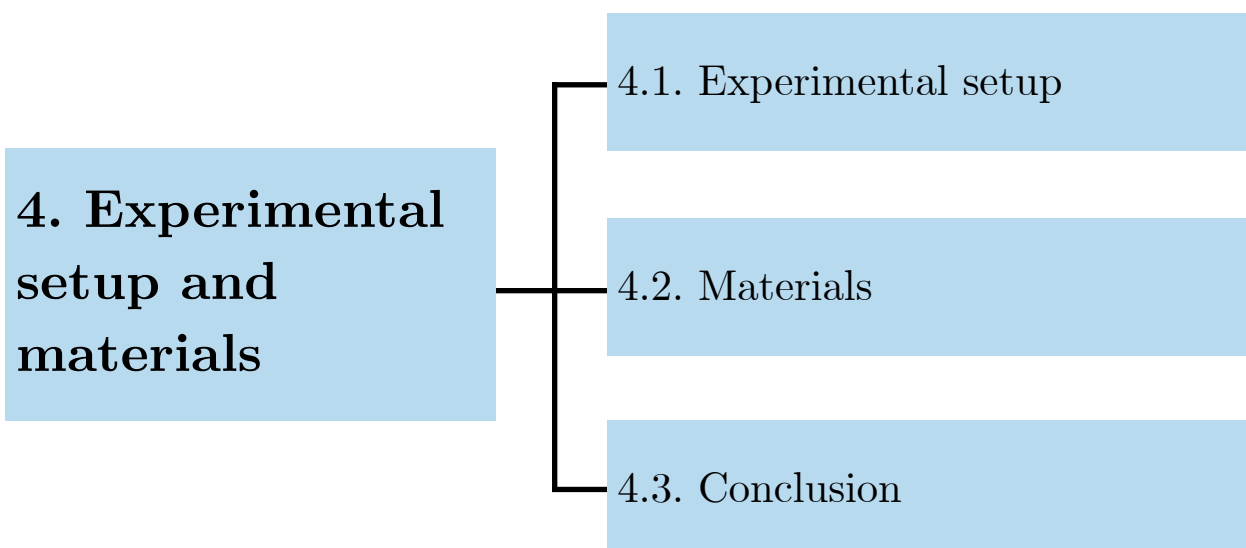 4. Experimental
setup and
materials
4.1. Experimental setup
4.2. Materials
4.3. Conclusion